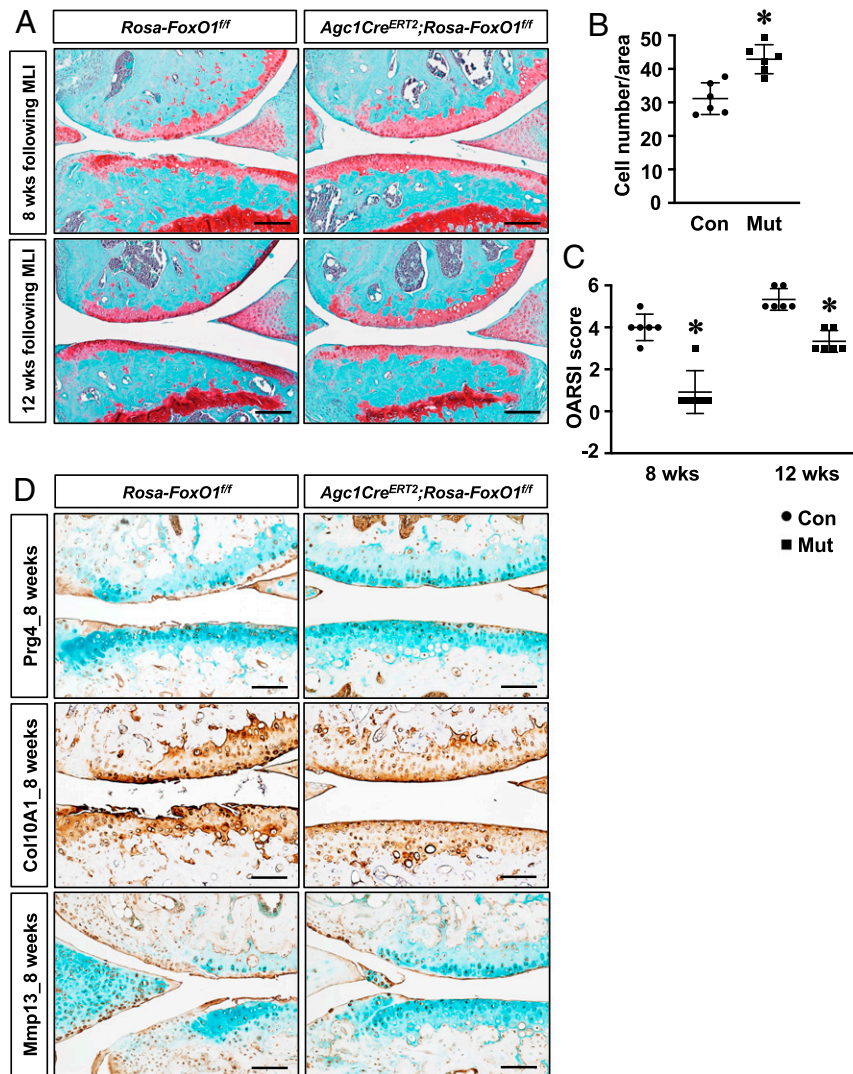 A
Rosa-FoxO1f/f
Agc1CreERT2;Rosa-FoxO1f/f
8 wks following MLI
12 wks following MLI
B
Cell number/area
50
40
30
20
10
0
*
Con
Mut
C
OARSI score
6
4
2
0
-2
*
*
8 wks
12 wks
Con
Mut
D
Rosa-FoxO1f/f
Agc1CreERT2;Rosa-FoxO1f/f
Prg4_8 weeks
Col10A1_8 weeks
Mmp13_8 weeks